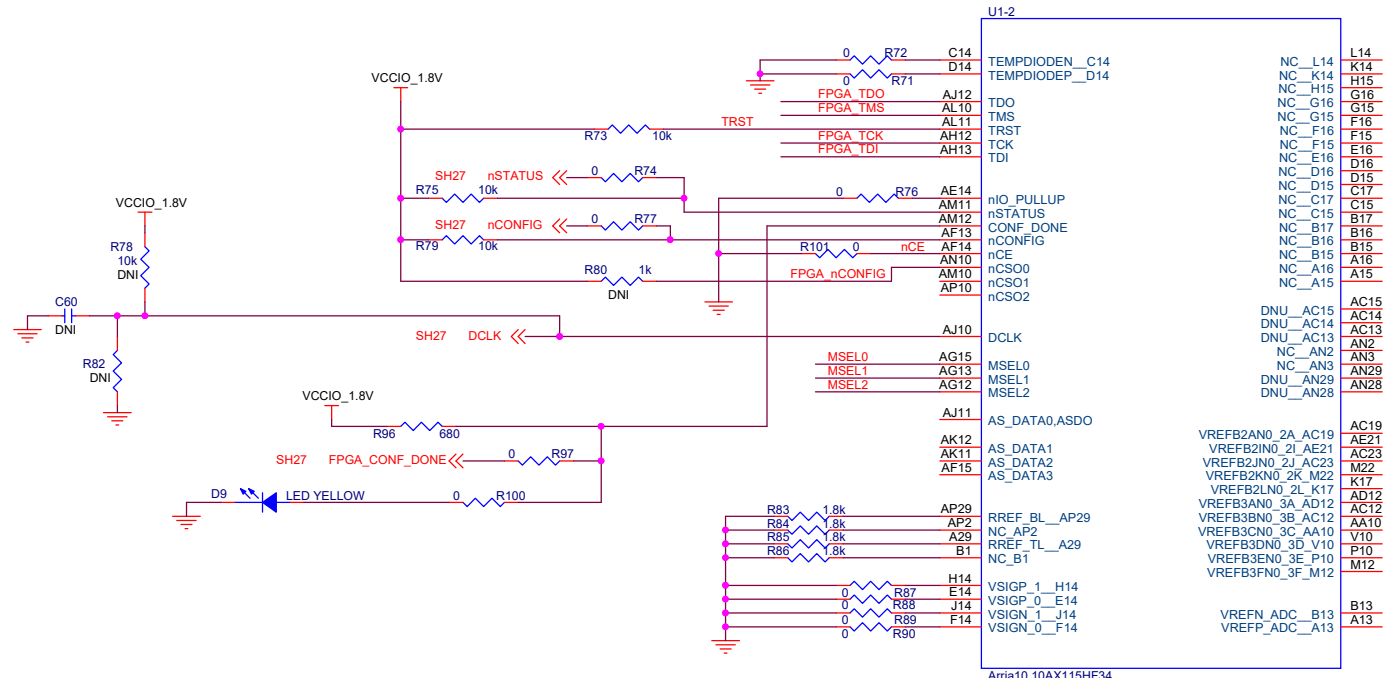 U1-2
C14 TEMPDIODEN__C14
0 R72
D14 TEMPDIODEP__D14
0 R71
VCCIO_1.8V
FPGA_TDO AJ12 TDO
FPGA_TMS AL10 TMS
R73 10k TRST AL11 TRST
FPGA_TCK AH12 TCK
FPGA_TDI AH13 TDI
SH27 nSTATUS 0 R74
R75 10k
0 R76 AE14 nIO_PULLUP
AM11 nSTATUS
AM12 CONF_DONE
SH27 nCONFIG 0 R77
R79 10k
AF13 nCONFIG
R101 0 nCE AF14 nCE
R80 1k DNI FPGA_nCONFIG AN10 nCSO0
AM10 nCSO1
AP10 nCSO2
VCCIO_1.8V
R78
10k
DNI
C60
DNI
R82
DNI
SH27 DCLK AJ10 DCLK
MSEL0 AG15 MSEL0
MSEL1 AG13 MSEL1
MSEL2 AG12 MSEL2
VCCIO_1.8V
R96 680
SH27 FPGA_CONF_DONE 0 R97
D9 LED YELLOW 0 R100
AJ11 AS_DATA0,ASDO
AK12 AS_DATA1
AK11 AS_DATA2
AF15 AS_DATA3
R83 1.8k AP29 RREF_BL__AP29
R84 1.8k AP2 NC_AP2
R85 1.8k A29 RREF_TL__A29
R86 1.8k B1 NC_B1
H14 VSIGP_1__H14
0 R87
E14 VSIGP_0__E14
0 R88
J14 VSIGN_1__J14
0 R89
F14 VSIGN_0__F14
0 R90
NC__L14 L14
NC__K14 K14
NC__H15 H15
NC__G16 G16
NC__G15 G15
NC__F16 F16
NC__F15 F15
NC__E16 E16
NC__D16 D16
NC__D15 D15
NC__C17 C17
NC__C15 C15
NC__B17 B17
NC__B16 B16
NC__B15 B15
NC__A16 A16
NC__A15 A15
DNU__AC15 AC15
DNU__AC14 AC14
DNU__AC13 AC13
NC__AN2 AN2
NC__AN3 AN3
DNU__AN29 AN29
DNU__AN28 AN28
VREFB2AN0_2A_AC19 AC19
VREFB2IN0_2I_AE21 AE21
VREFB2JN0_2J_AC23 AC23
VREFB2KN0_2K_M22 M22
VREFB2LN0_2L_K17 K17
VREFB3AN0_3A_AD12 AD12
VREFB3BN0_3B_AC12 AC12
VREFB3CN0_3C_AA10 AA10
VREFB3DN0_3D_V10 V10
VREFB3EN0_3E_P10 P10
VREFB3FN0_3F_M12 M12
VREFN_ADC__B13 B13
VREFP_ADC__A13 A13
Arria10 10AX115HF34